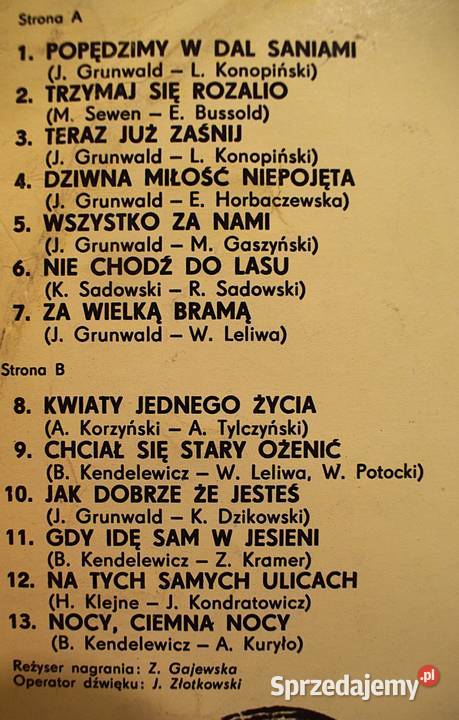 Strona A
1. POPĘDZIMY W DAL SANIAMI
(J. Grunwald – L. Konopiński)
2. TRZYMAJ SIĘ ROZALIO
(M. Sewen – E. Bussold)
3. TERAZ JUŻ ZAŚNIJ
(J. Grunwald – L. Konopiński)
4. DZIWNA MIŁOŚĆ NIEPOJĘTA
(J. Grunwald – E. Horbaczewska)
5. WSZYSTKO ZA NAMI
(J. Grunwald – M. Gaszyński)
6. NIE CHODŹ DO LASU
(K. Sadowski – R. Sadowski)
7. ZA WIELKĄ BRAMĄ
(J. Grunwald – W. Leliwa)
Strona B
8. KWIATY JEDNEGO ŻYCIA
(A. Korzyński – A. Tylczyński)
9. CHCIAŁ SIĘ STARY OŻENIĆ
(B. Kendelewicz – W. Leliwa, W. Potocki)
10. JAK DOBRZE ŻE JESTEŚ
(J. Grunwald – K. Dzikowski)
11. GDY IDĘ SAM W JESIENI
(B. Kendelewicz – Z. Kramer)
12. NA TYCH SAMYCH ULICACH
(H. Klejne – J. Kondratowicz)
13. NOCY, CIEMNA NOCY
(B. Kendelewicz – A. Kuryło)
Reżyser nagrania: Z. Gajewska
Operator dźwięku: J. Złotkowski
Sprzedajemy.pl